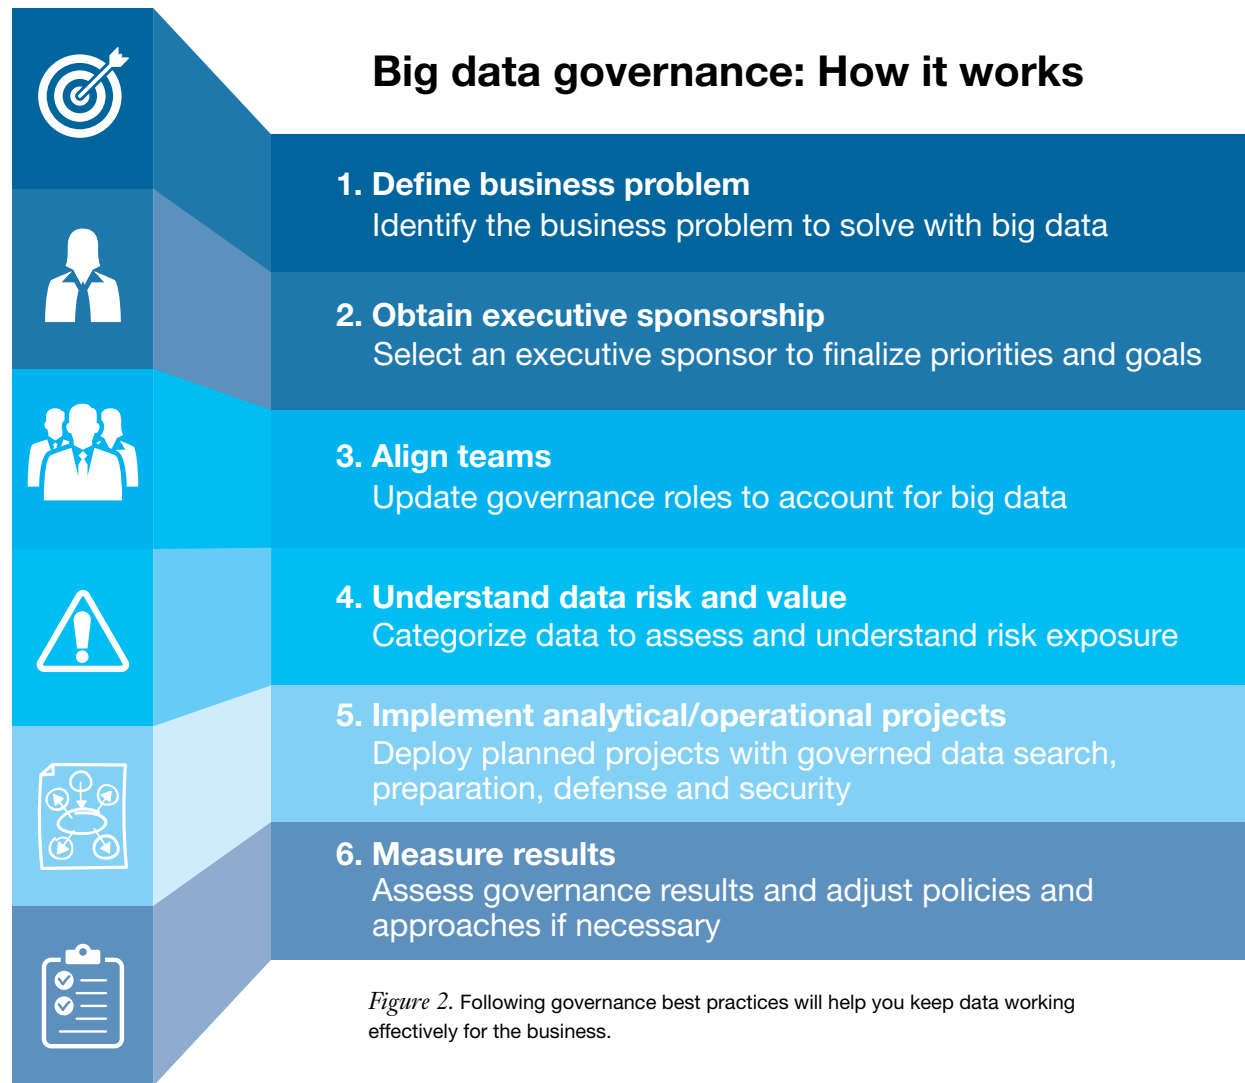 Big data governance: How it works
1. Define business problem
Identify the business problem to solve with big data
2. Obtain executive sponsorship
Select an executive sponsor to finalize priorities and goals
3. Align teams
Update governance roles to account for big data
4. Understand data risk and value
Categorize data to assess and understand risk exposure
5. Implement analytical/operational projects
Deploy planned projects with governed data search,
preparation, defense and security
6. Measure results
Assess governance results and adjust policies and
approaches if necessary
Figure 2. Following governance best practices will help you keep data working
effectively for the business.